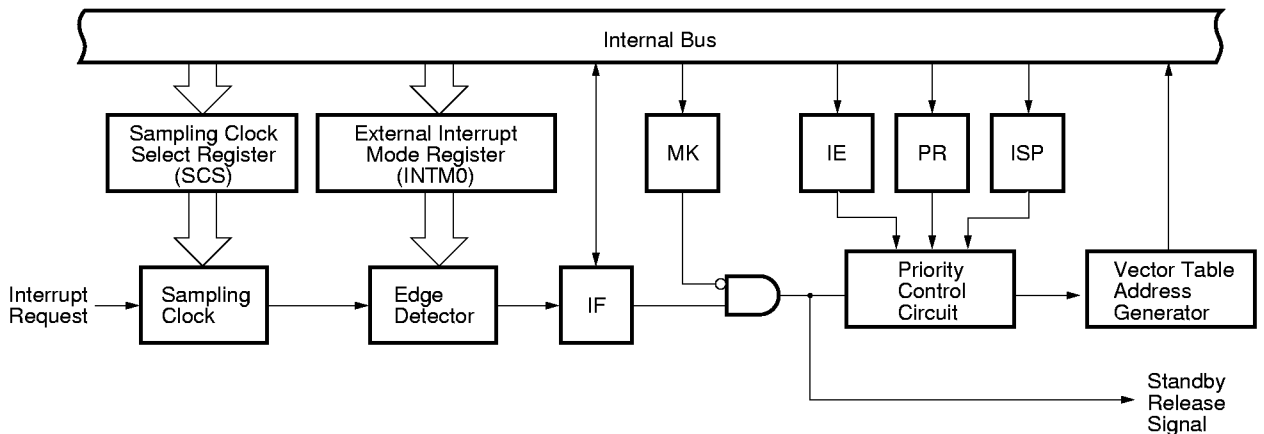 Internal Bus
Sampling Clock
Select Register
(SCS)
External Interrupt
Mode Register
(INTM0)
MK
IE
PR
ISP
Interrupt
Request
Sampling
Clock
Edge
Detector
IF
Priority
Control
Circuit
Vector Table
Address
Generator
Standby
Release
Signal